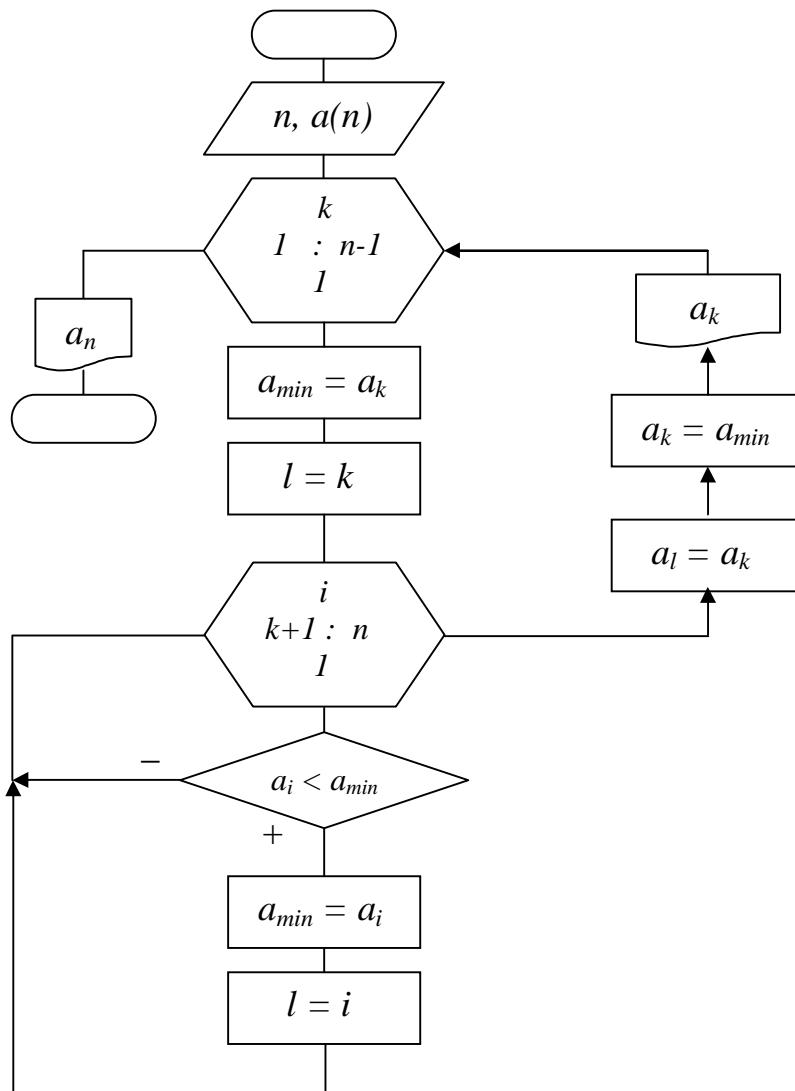 n, a(n)
k
1 : n-1
1
a_n
a_min = a_k
l = k
i
k+1 : n
1
a_i < a_min
–
+
a_min = a_i
l = i
a_l = a_k
a_k = a_min
a_k